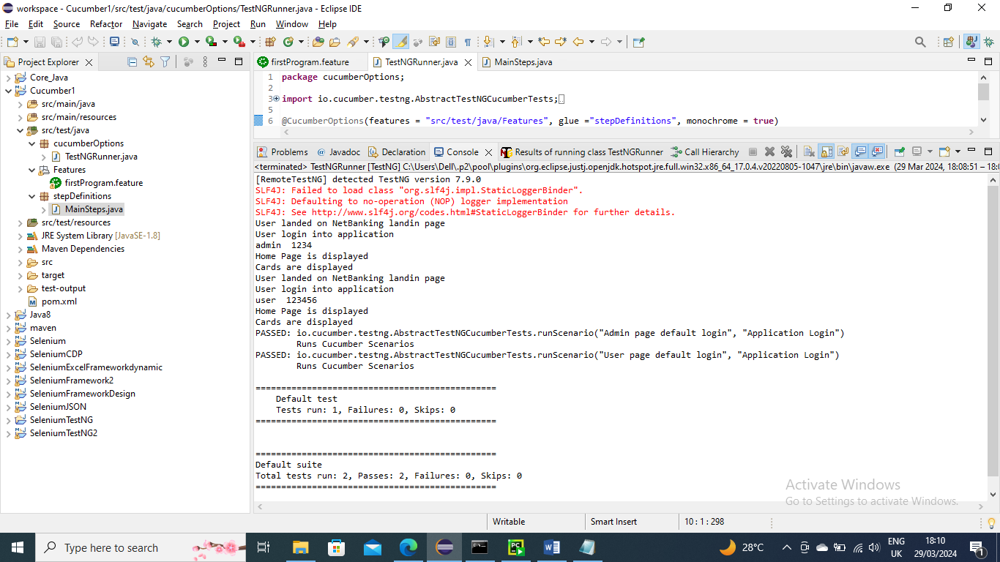 workspace - Cucumber1/src/test/java/cucumberOptions/TestNGRunner.java - Eclipse IDE
File Edit Source Refactor Navigate Search Project Run Window Help
Project Explorer
Core_Java
Cucumber1
src/main/java
src/main/resources
src/test/java
cucumberOptions
TestNGRunner.java
Features
firstProgram.feature
stepDefinitions
MainSteps.java
src/test/resources
JRE System Library [JavaSE-1.8]
Maven Dependencies
src
target
test-output
pom.xml
Java8
maven
Selenium
SeleniumCDP
SeleniumExcelFrameworkdynamic
SeleniumFramework2
SeleniumFrameworkDesign
SeleniumJSON
SeleniumTestNG
SeleniumTestNG2
firstProgram.feature TestNGRunner.java MainSteps.java
1 package cucumberOptions;
2
3 import io.cucumber.testng.AbstractTestNGCucumberTests;
5
6 @CucumberOptions(features = "src/test/java/Features", glue ="stepDefinitions", monochrome = true)
Problems Javadoc Declaration Console Results of running class TestNGRunner Call Hierarchy
<terminated> TestNGRunner [TestNG] C:\Users\Dell\.p2\pool\plugins\org.eclipse.justj.openjdk.hotspot.jre.full.win32.x86_64_17.0.4.v20220805-1047\jre\bin\javaw.exe (29 Mar 2024, 18:08:51 – 18:0
[RemoteTestNG] detected TestNG version 7.9.0
SLF4J: Failed to load class "org.slf4j.impl.StaticLoggerBinder".
SLF4J: Defaulting to no-operation (NOP) logger implementation
SLF4J: See http://www.slf4j.org/codes.html#StaticLoggerBinder for further details.
User landed on NetBanking landin page
User login into application
admin  1234
Home Page is displayed
Cards are displayed
User landed on NetBanking landin page
User login into application
user  123456
Home Page is displayed
Cards are displayed
PASSED: io.cucumber.testng.AbstractTestNGCucumberTests.runScenario("Admin page default login", "Application Login")
Runs Cucumber Scenarios
PASSED: io.cucumber.testng.AbstractTestNGCucumberTests.runScenario("User page default login", "Application Login")
Runs Cucumber Scenarios
===============================================
Default test
Tests run: 1, Failures: 0, Skips: 0
===============================================
===============================================
Default suite
Total tests run: 2, Passes: 2, Failures: 0, Skips: 0
===============================================
Activate Windows
Go to Settings to activate Windows.
Writable Smart Insert 10 : 1 : 298
Type here to search
28°C
ENG
UK
18:10
29/03/2024
1